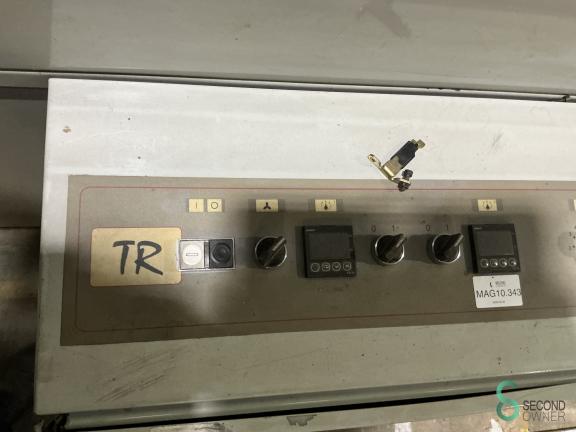 I O
TR
0 1
0 1
MAG10.343
SECOND
OWNER